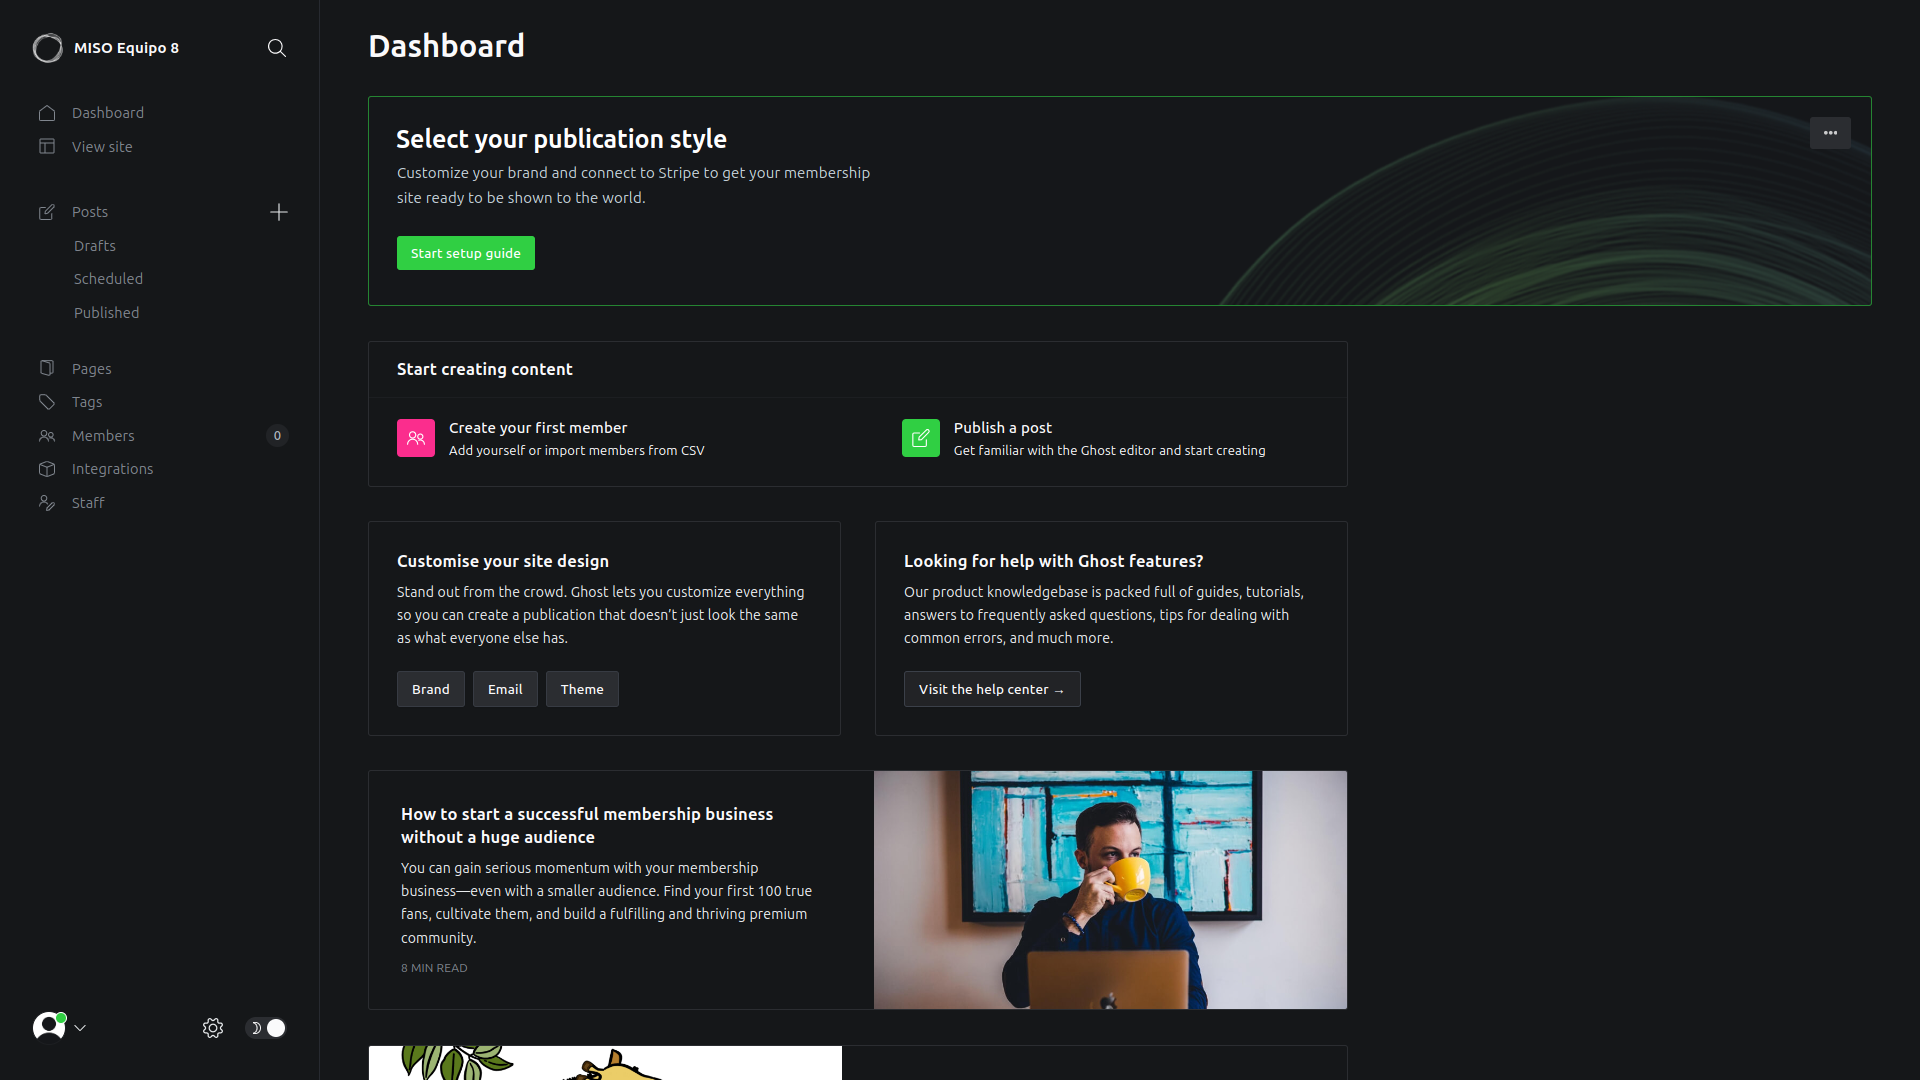 MISO Equipo 8
Dashboard
View site
Posts
Drafts
Scheduled
Published
Pages
Tags
Members
0
Integrations
Staff
Dashboard
Select your publication style
Customize your brand and connect to Stripe to get your membership
site ready to be shown to the world.
Start setup guide
Start creating content
Create your first member
Add yourself or import members from CSV
Publish a post
Get familiar with the Ghost editor and start creating
Customise your site design
Stand out from the crowd. Ghost lets you customize everything
so you can create a publication that doesn't just look the same
as what everyone else has.
Brand
Email
Theme
Looking for help with Ghost features?
Our product knowledgebase is packed full of guides, tutorials,
answers to frequently asked questions, tips for dealing with
common errors, and much more.
Visit the help center →
How to start a successful membership business
without a huge audience
You can gain serious momentum with your membership
business—even with a smaller audience. Find your first 100 true
fans, cultivate them, and build a fulfilling and thriving premium
community.
8 MIN READ